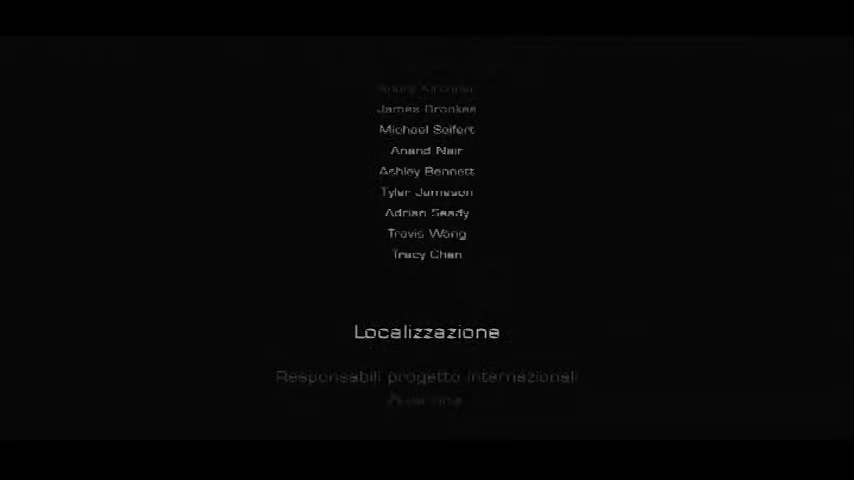 James Brookes
Michael Seifert
Anand Nair
Ashley Bennett
Tyler Jameson
Adrian Seady
Travis Wong
Tracy Chan
Localizzazione
Responsabili progetto internazionali